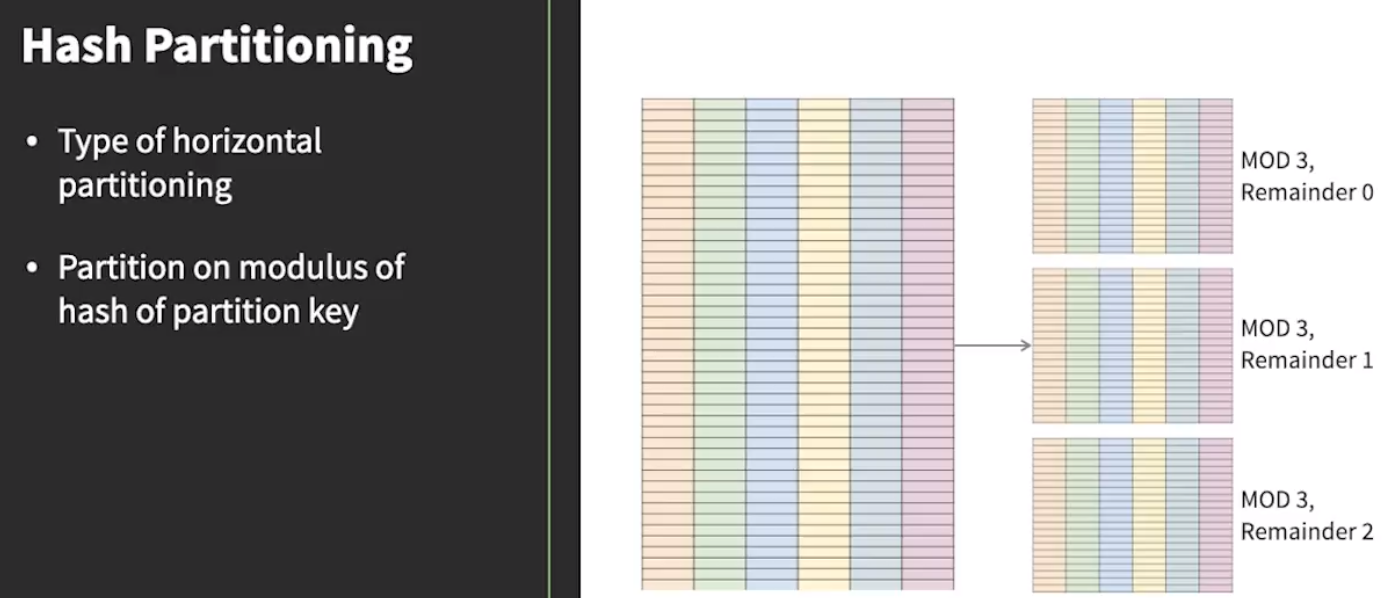 Hash Partitioning
• Type of horizontal
partitioning
• Partition on modulus of
hash of partition key
MOD 3,
Remainder 0
MOD 3,
Remainder 1
MOD 3,
Remainder 2